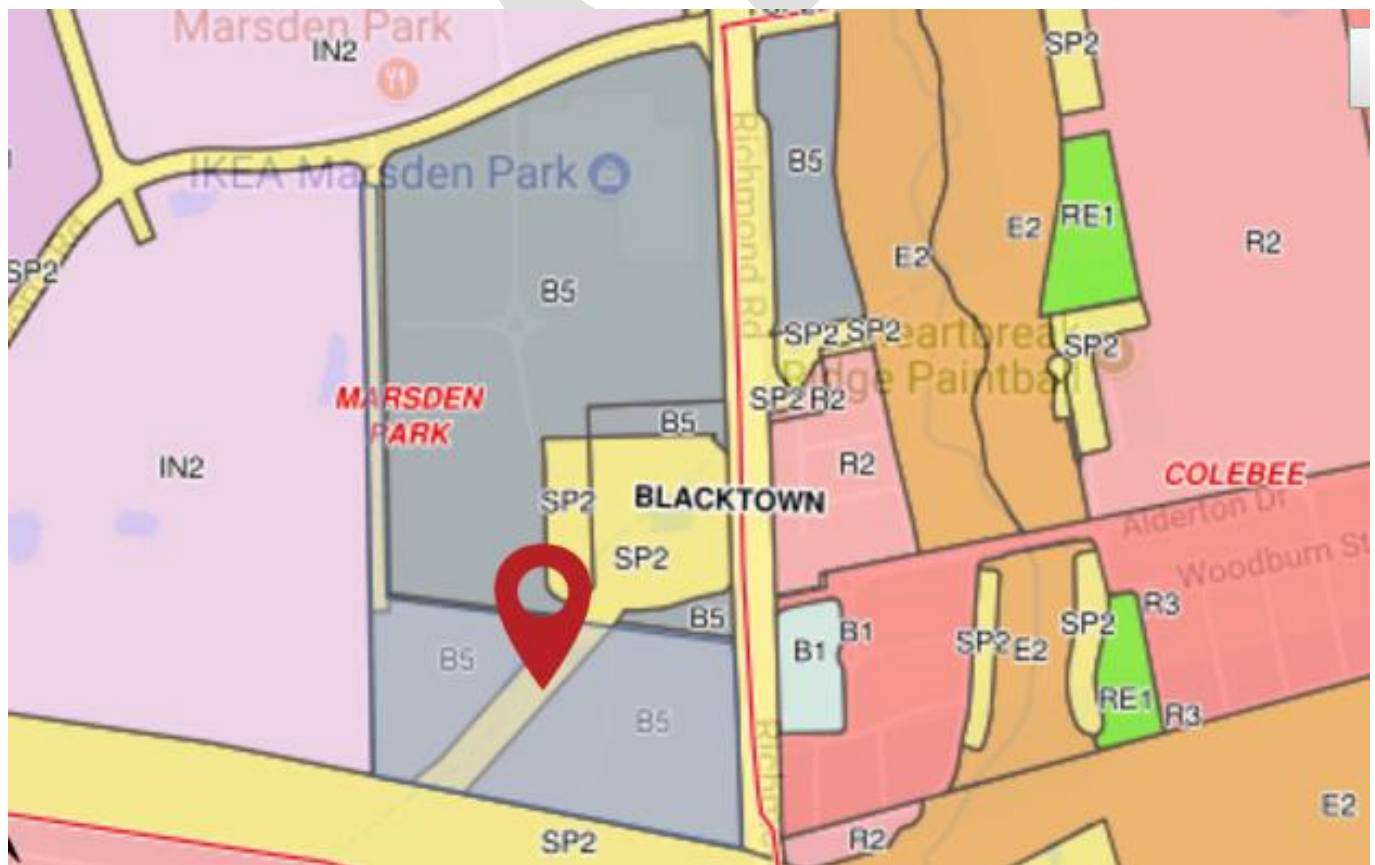 SP2
Marsden Park
IN2
SP2
IKEA Marsden Park
B5
Richmond Rd
RE1
E2
E2
R2
SP2
B5
SP2
SP2
Heartbreak
Ridge Paintball
SP2
MARSDEN
PARK
SP2
R2
B5
IN2
R2
COLEBEE
SP2
BLACKTOWN
Alderton Dr
SP2
Woodburn St
B5
R3
B1
B1
SP2
E2
SP2
B5
B5
RE1
R3
E2
SP2
R2